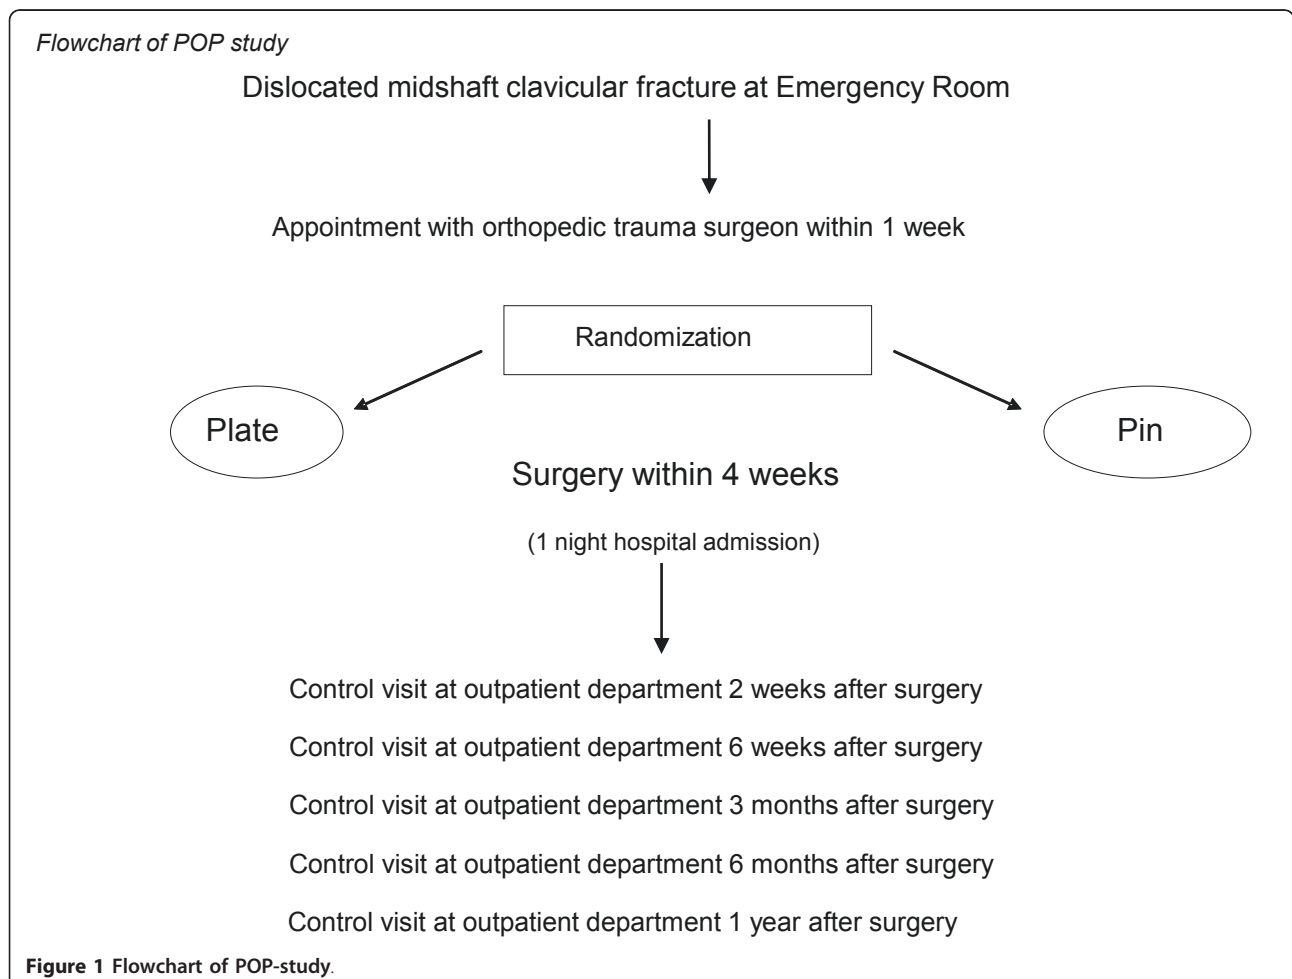 Flowchart of POP study
Dislocated midshaft clavicular fracture at Emergency Room
Appointment with orthopedic trauma surgeon within 1 week
Randomization
Plate
Pin
Surgery within 4 weeks
(1 night hospital admission)
Control visit at outpatient department 2 weeks after surgery
Control visit at outpatient department 6 weeks after surgery
Control visit at outpatient department 3 months after surgery
Control visit at outpatient department 6 months after surgery
Control visit at outpatient department 1 year after surgery
Figure 1 Flowchart of POP-study.